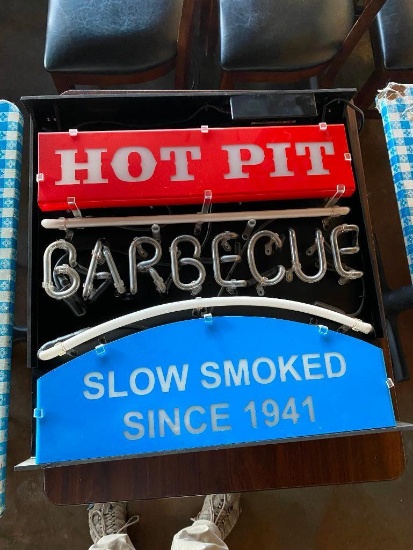 HOT PIT
BARBECUE
SLOW SMOKED
SINCE 1941